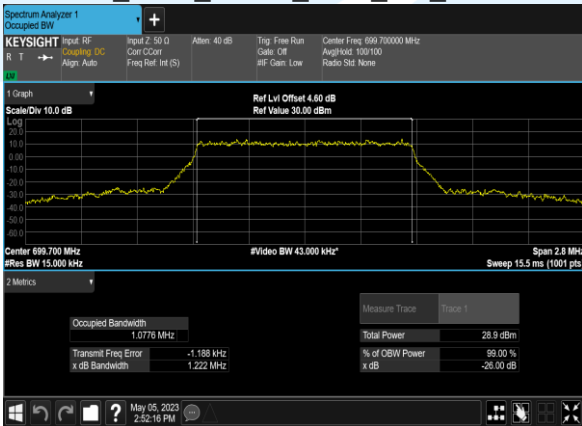 Spectrum Analyzer 1
Occupied BW
+
KEYSIGHT
R T
LXI
Input: RF
Coupling: DC
Align: Auto
Input Z: 50 Ω
Corr CCorr
Freq Ref: Int (S)
Atten: 40 dB
Trig: Free Run
Gate: Off
#IF Gain: Low
Center Freq: 699.700000 MHz
Avg|Hold: 100/100
Radio Std: None
1 Graph
Scale/Div 10.0 dB
Ref Lvl Offset 4.60 dB
Ref Value 30.00 dBm
Log
20.0
10.0
0.00
-10.0
-20.0
-30.0
-40.0
-50.0
-60.0
Center 699.700 MHz
#Video BW 43.000 kHz*
Span 2.8 MHz
#Res BW 15.000 kHz
Sweep 15.5 ms (1001 pts
2 Metrics
Measure Trace Trace 1
Occupied Bandwidth
1.0776 MHz
Total Power 28.9 dBm
Transmit Freq Error -1.188 kHz
% of OBW Power 99.00 %
x dB Bandwidth 1.222 MHz
x dB -26.00 dB
?
May 05, 2023
2:52:16 PM